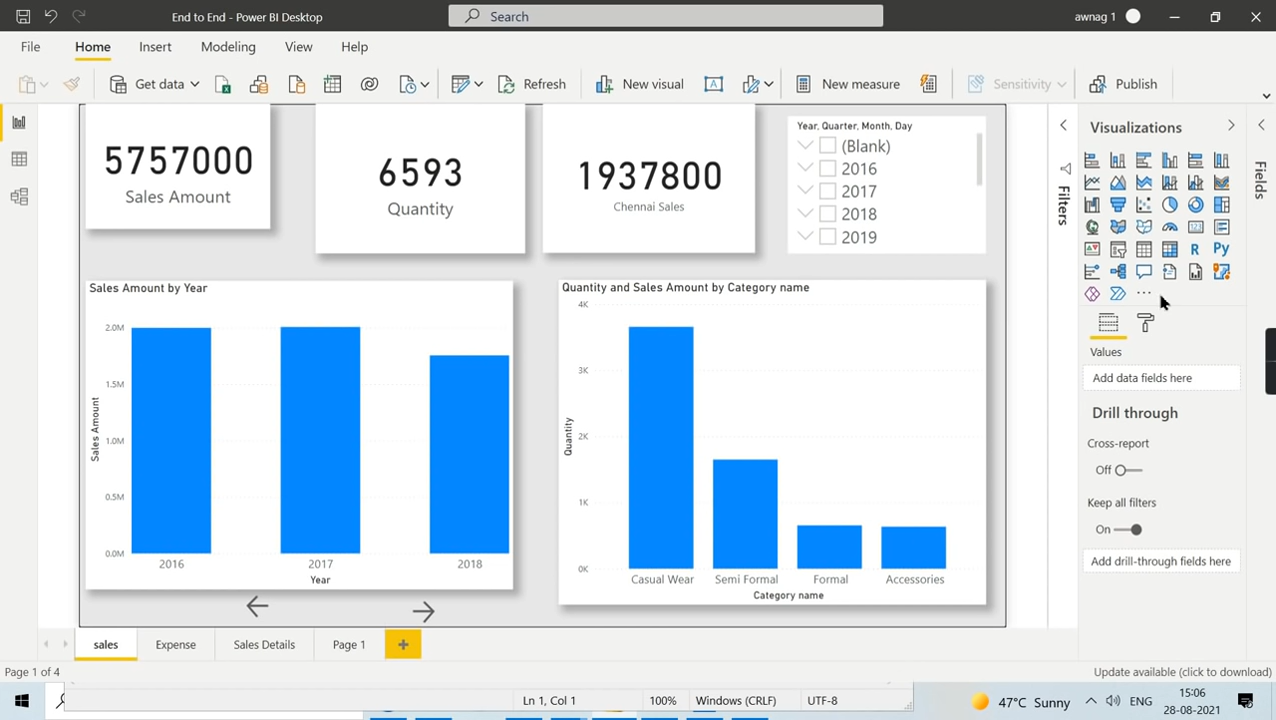 End to End - Power BI Desktop
Search
awnag 1
File Home Insert Modeling View Help
Get data Refresh New visual New measure Sensitivity Publish
5757000
Sales Amount
6593
Quantity
1937800
Chennai Sales
Year, Quarter, Month, Day
(Blank)
2016
2017
2018
2019
Sales Amount by Year
2.0M
1.5M
1.0M
0.5M
0.0M
Sales Amount
2016 2017 2018
Year
Quantity and Sales Amount by Category name
4K
3K
2K
1K
0K
Quantity
Casual Wear Semi Formal Formal Accessories
Category name
Filters
Visualizations
R Py
Values
Add data fields here
Drill through
Cross-report
Off
Keep all filters
On
Add drill-through fields here
Fields
sales Expense Sales Details Page 1
Page 1 of 4
Update available (click to download)
Ln 1, Col 1 100% Windows (CRLF) UTF-8
47°C Sunny
ENG
15:06
28-08-2021